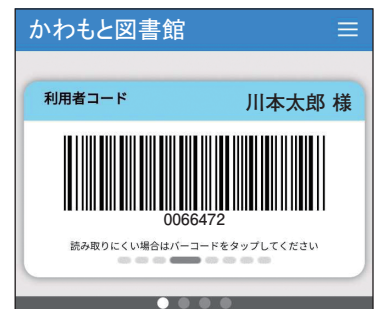 かわもと図書館
利用者コード
川本太郎 様
0066472
読み取りにくい場合はバーコードをタップしてください